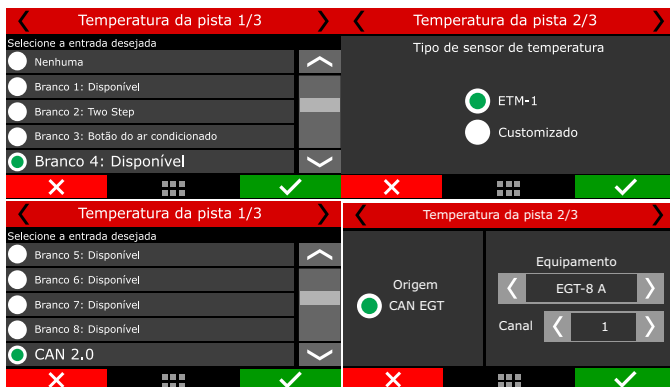 Temperatura da pista 1/3
Selecione a entrada desejada
Nenhuma
Branco 1: Disponível
Branco 2: Two Step
Branco 3: Botão do ar condicionado
Branco 4: Disponível
Temperatura da pista 2/3
Tipo de sensor de temperatura
ETM-1
Customizado
Temperatura da pista 1/3
Selecione a entrada desejada
Branco 5: Disponível
Branco 6: Disponível
Branco 7: Disponível
Branco 8: Disponível
CAN 2.0
Temperatura da pista 2/3
Origem
CAN EGT
Equipamento
EGT-8 A
Canal 1